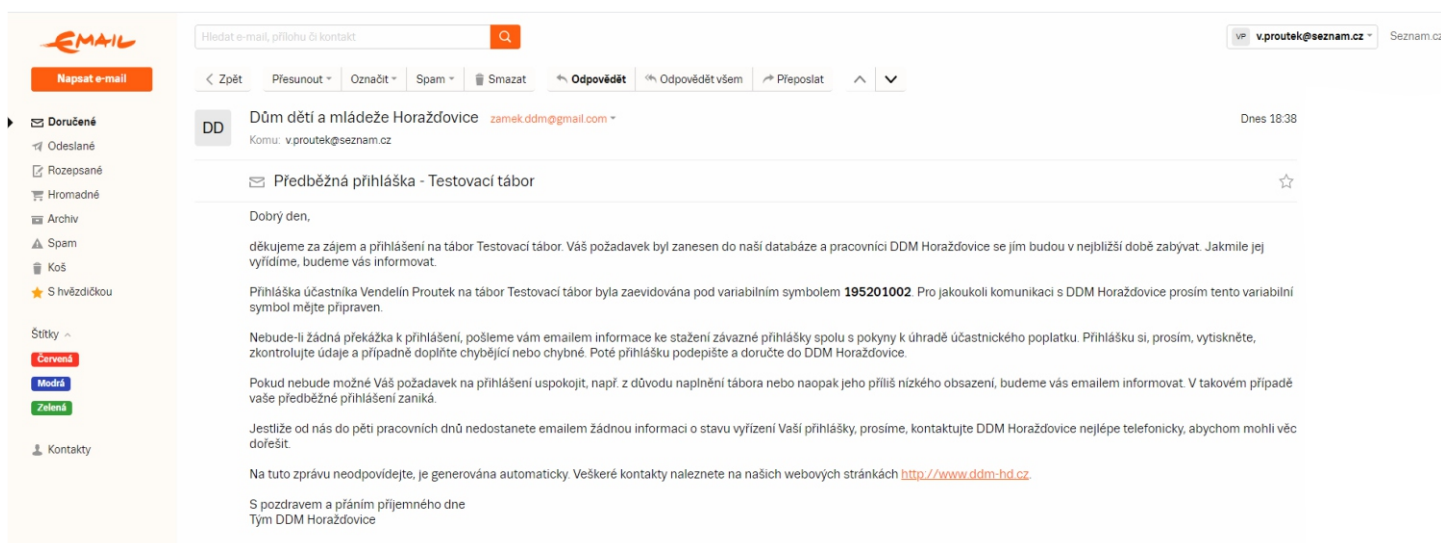 EMAIL
Hledat e-mail, přílohu či kontakt
VP v.proutek@seznam.cz
Seznam.cz
Napsat e-mail
Zpět Přesunout Označit Spam Smazat Odpovědět Odpovědět všem Přeposlat
Doručené
Odeslané
Rozepsané
Hromadné
Archiv
Spam
Koš
S hvězdičkou
Štítky
Červená
Modrá
Zelená
Kontakty
DD
Dům dětí a mládeže Horažďovice zamek.ddm@gmail.com
Dnes 18:38
Komu: v.proutek@seznam.cz
Předběžná přihláška - Testovací tábor
Dobrý den,
děkujeme za zájem a přihlášení na tábor Testovací tábor. Váš požadavek byl zanesen do naší databáze a pracovníci DDM Horažďovice se jím budou v nejbližší době zabývat. Jakmile jej
vyřídíme, budeme vás informovat.
Přihláška účastníka Vendelín Proutek na tábor Testovací tábor byla zaevidována pod variabilním symbolem 195201002. Pro jakoukoli komunikaci s DDM Horažďovice prosím tento variabilní
symbol mějte připraven.
Nebude-li žádná překážka k přihlášení, pošleme vám emailem informace ke stažení závazné přihlášky spolu s pokyny k úhradě účastnického poplatku. Přihlášku si, prosím, vytiskněte,
zkontrolujte údaje a případně doplňte chybějící nebo chybné. Poté přihlášku podepište a doručte do DDM Horažďovice.
Pokud nebude možné Váš požadavek na přihlášení uspokojit, např. z důvodu naplnění tábora nebo naopak jeho příliš nízkého obsazení, budeme vás emailem informovat. V takovém případě
vaše předběžné přihlášení zaniká.
Jestliže od nás do pěti pracovních dnů nedostanete emailem žádnou informaci o stavu vyřízení Vaší přihlášky, prosíme, kontaktujte DDM Horažďovice nejlépe telefonicky, abychom mohli věc
dořešit.
Na tuto zprávu neodpovídejte, je generována automaticky. Veškeré kontakty naleznete na našich webových stránkách http://www.ddm-hd.cz.
S pozdravem a přáním příjemného dne
Tým DDM Horažďovice